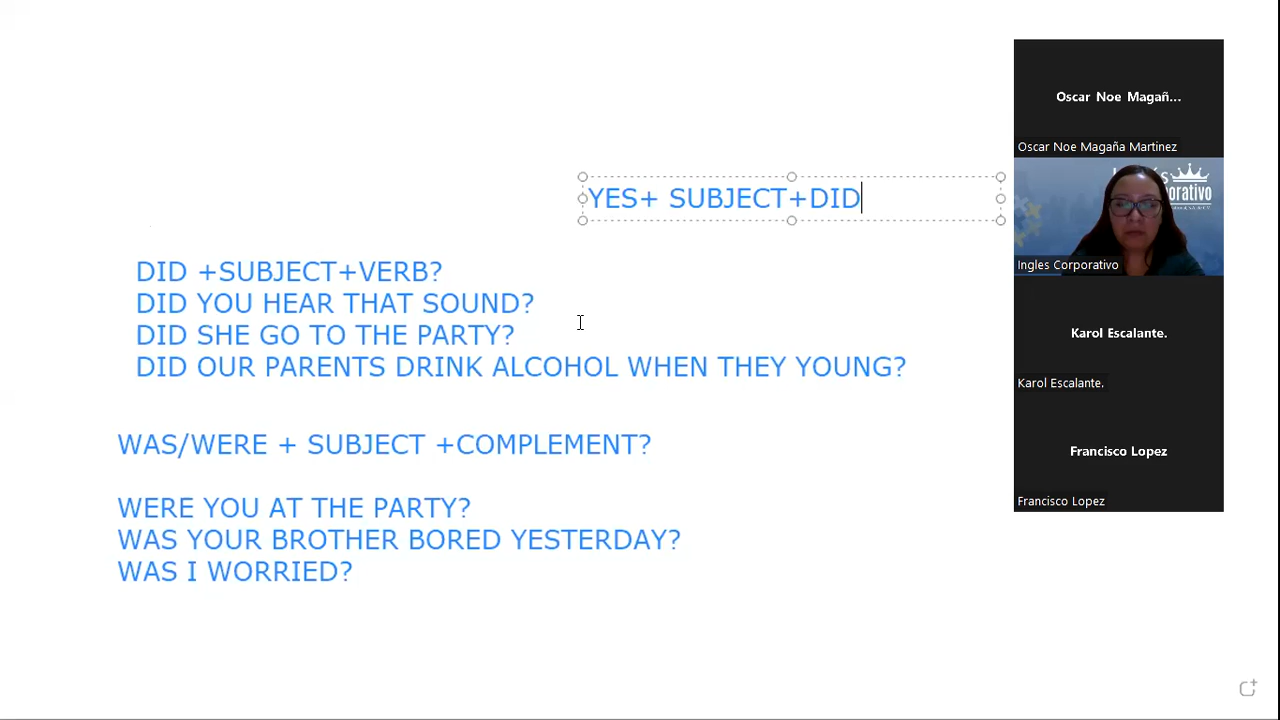 YES+ SUBJECT+DID
DID +SUBJECT+VERB?
DID YOU HEAR THAT SOUND?
DID SHE GO TO THE PARTY?
DID OUR PARENTS DRINK ALCOHOL WHEN THEY YOUNG?
WAS/WERE + SUBJECT +COMPLEMENT?
WERE YOU AT THE PARTY?
WAS YOUR BROTHER BORED YESTERDAY?
WAS I WORRIED?
Oscar Noe Magañ...
Oscar Noe Magaña Martinez
Ingles Corporativo
Karol Escalante.
Karol Escalante.
Francisco Lopez
Francisco Lopez